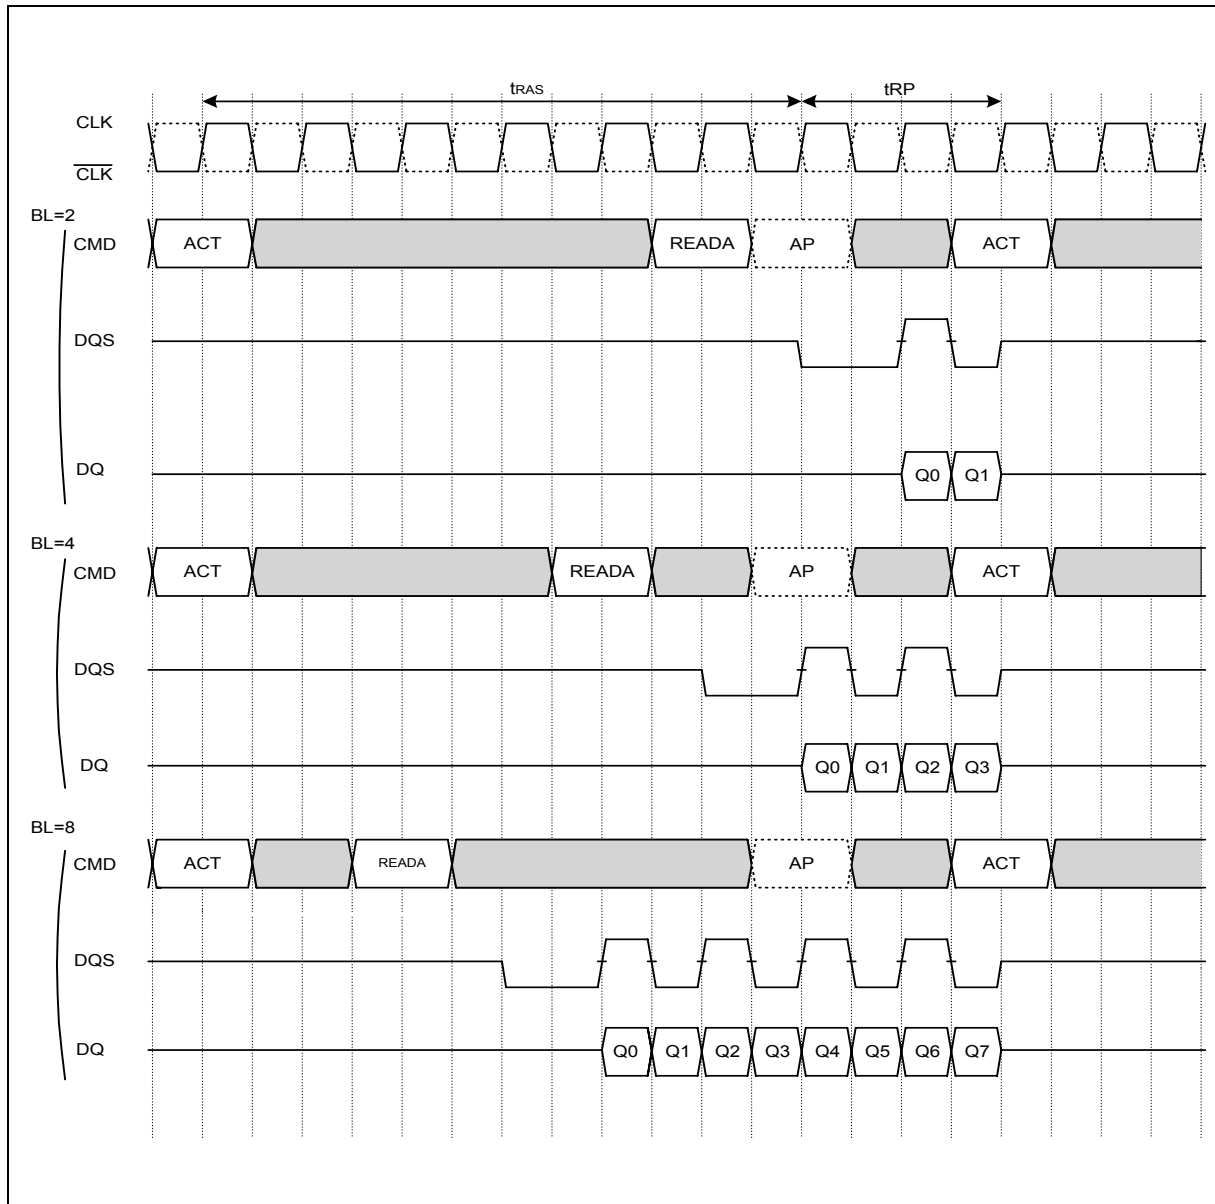 tRAS tRP
CLK
CLK
BL=2
CMD ACT READA AP ACT
DQS
DQ Q0 Q1
BL=4
CMD ACT READA AP ACT
DQS
DQ Q0 Q1 Q2 Q3
BL=8
CMD ACT READA AP ACT
DQS
DQ Q0 Q1 Q2 Q3 Q4 Q5 Q6 Q7